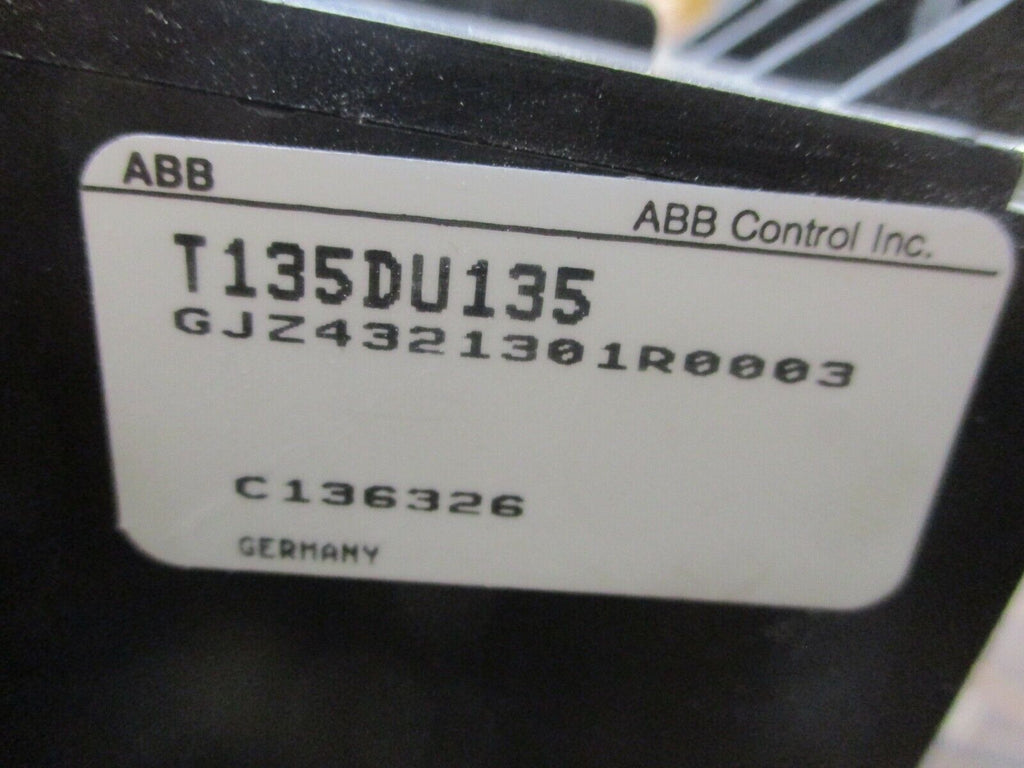 ABB
ABB Control Inc.
T135DU135
GJZ4321301R0003
C136326
GERMANY